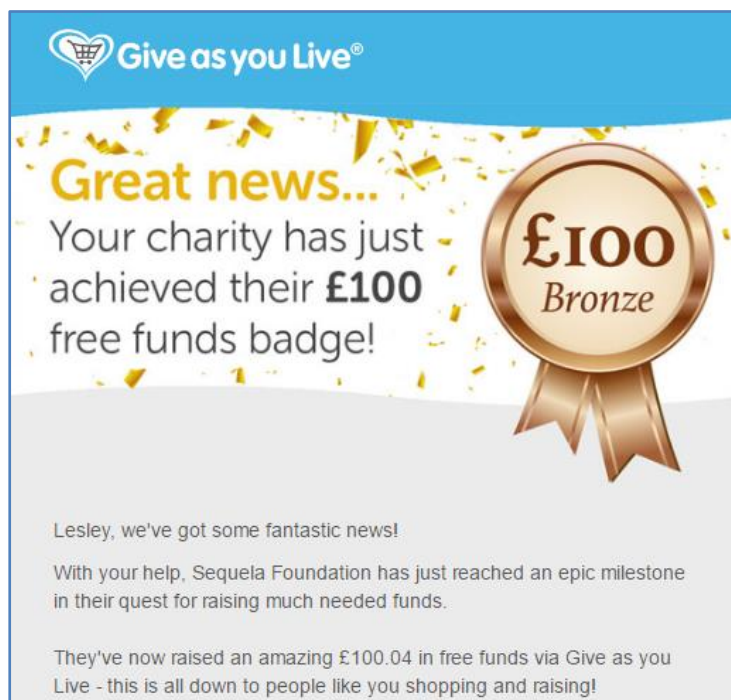 Give as you Live®
Great news...
Your charity has just
achieved their £100
free funds badge!
£100
Bronze
Lesley, we've got some fantastic news!
With your help, Sequela Foundation has just reached an epic milestone
in their quest for raising much needed funds.
They've now raised an amazing £100.04 in free funds via Give as you
Live - this is all down to people like you shopping and raising!